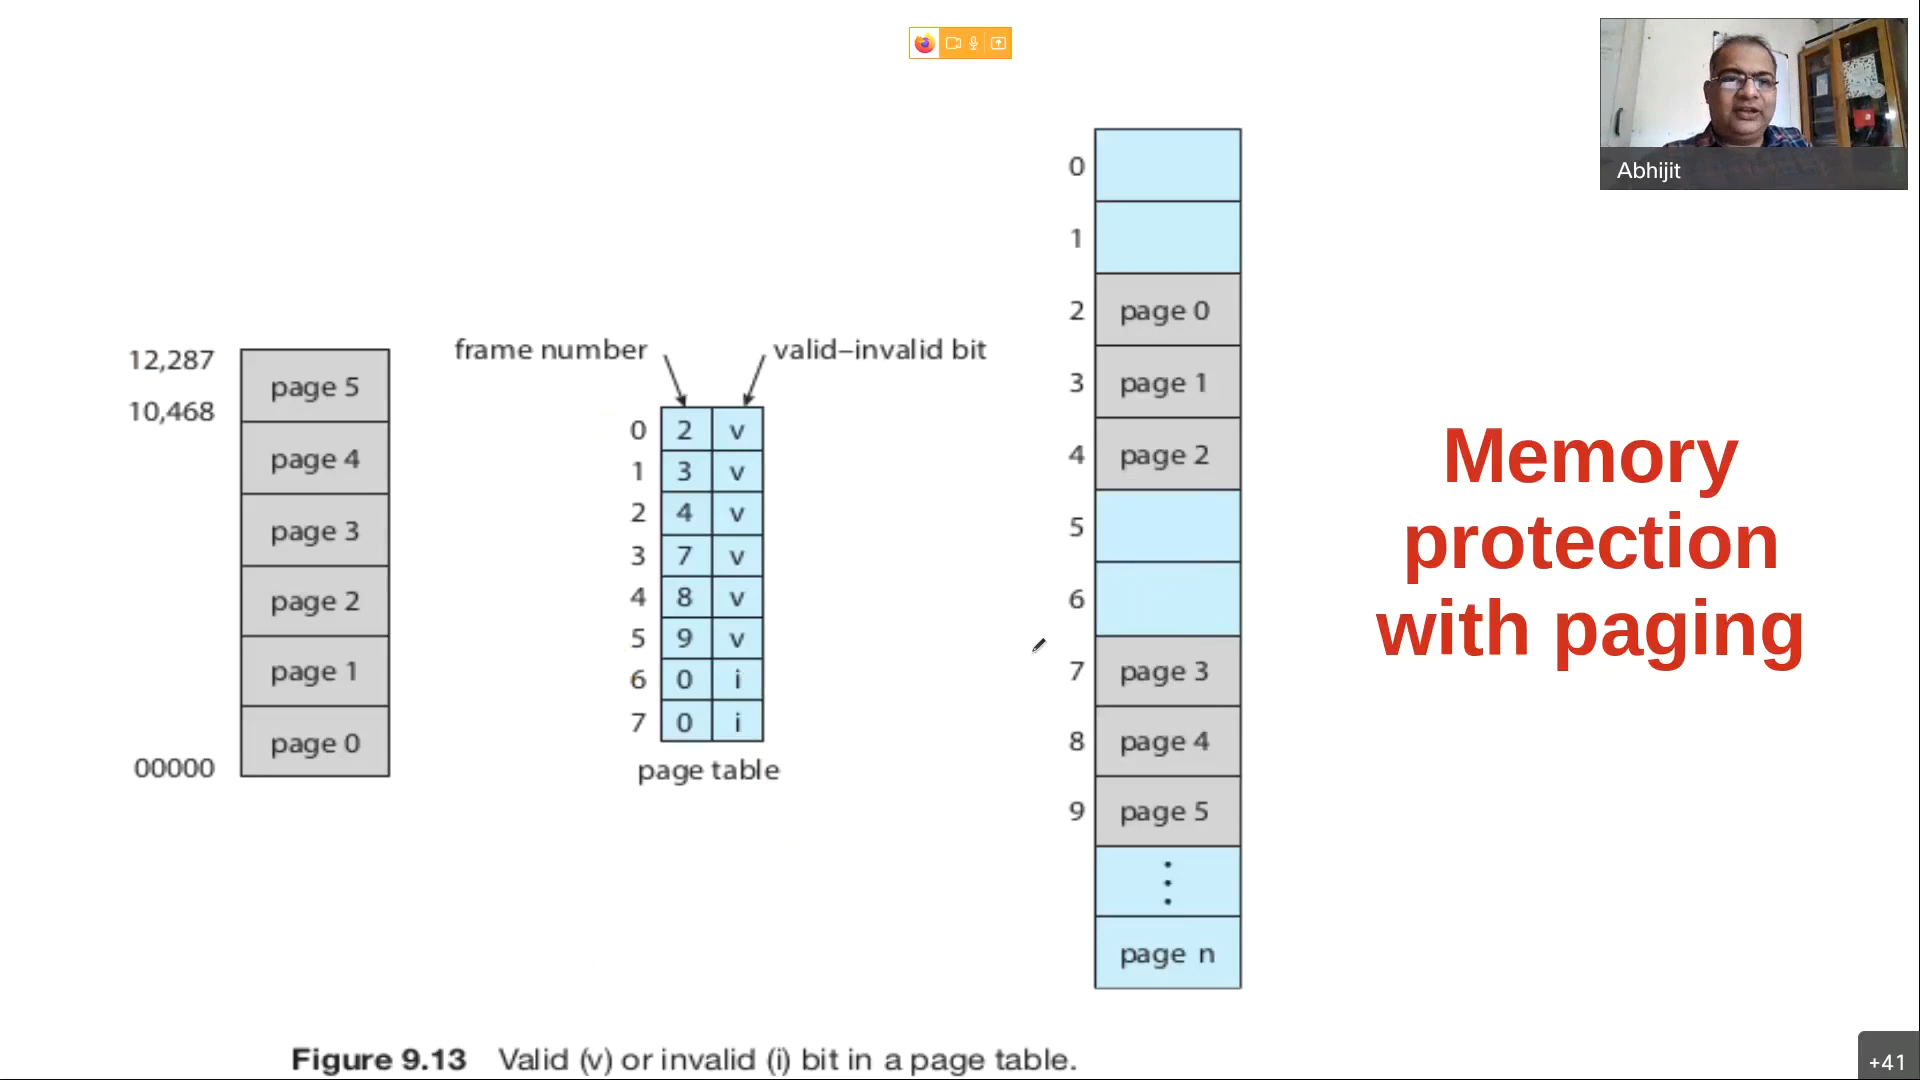 Abhijit
0
1
2 page 0
3 page 1
4 page 2
5
6
7 page 3
8 page 4
9 page 5
page n
12,287
10,468
00000
page 5
page 4
page 3
page 2
page 1
page 0
frame number
valid–invalid bit
0 2 v
1 3 v
2 4 v
3 7 v
4 8 v
5 9 v
6 0 i
7 0 i
page table
Memory
protection
with paging
Figure 9.13 Valid (v) or invalid (i) bit in a page table.
+41